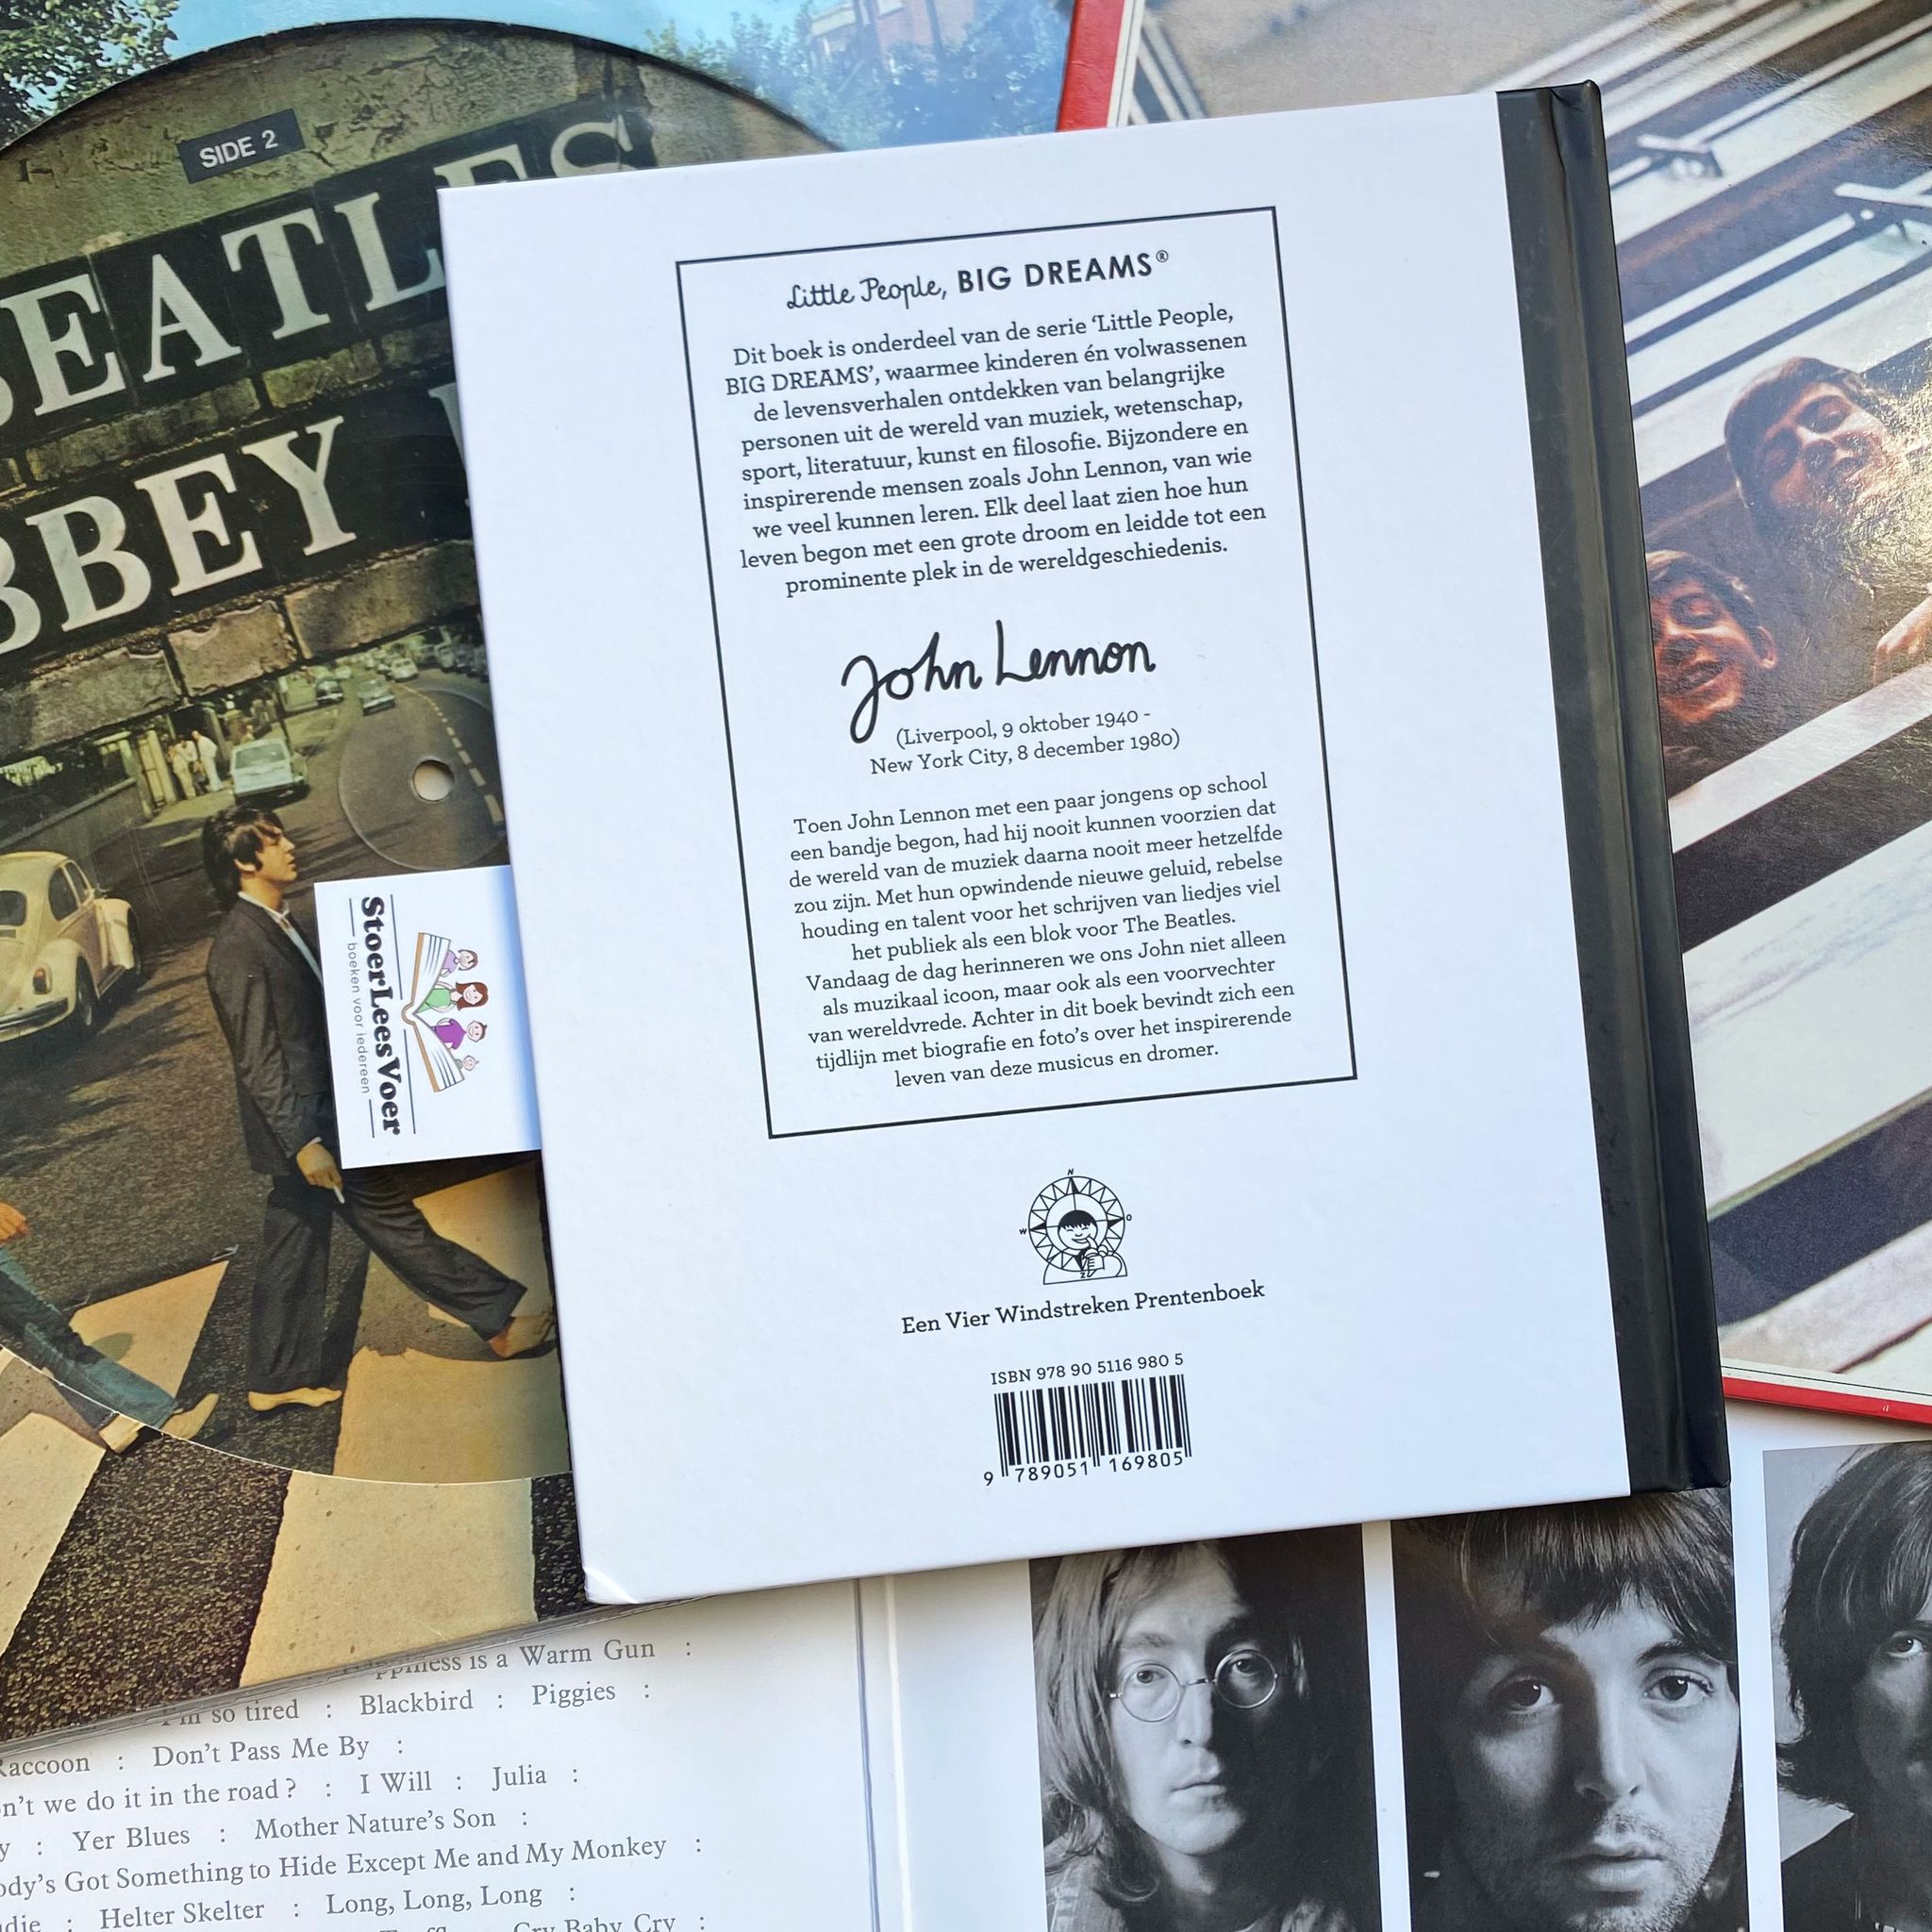 SIDE 2
BEATLES
BBEY
Little People, BIG DREAMS®
Dit boek is onderdeel van de serie ‘Little People,
BIG DREAMS’, waarmee kinderen én volwassenen
de levensverhalen ontdekken van belangrijke
personen uit de wereld van muziek, wetenschap,
sport, literatuur, kunst en filosofie. Bijzondere en
inspirerende mensen zoals John Lennon, van wie
we veel kunnen leren. Elk deel laat zien hoe hun
leven begon met een grote droom en leidde tot een
prominente plek in de wereldgeschiedenis.
John Lennon
(Liverpool, 9 oktober 1940 -
New York City, 8 december 1980)
Toen John Lennon met een paar jongens op school
een bandje begon, had hij nooit kunnen voorzien dat
de wereld van de muziek daarna nooit meer hetzelfde
zou zijn. Met hun opwindende nieuwe geluid, rebelse
houding en talent voor het schrijven van liedjes viel
het publiek als een blok voor The Beatles.
Vandaag de dag herinneren we ons John niet alleen
als muzikaal icoon, maar ook als een voorvechter
van wereldvrede. Achter in dit boek bevindt zich een
tijdlijn met biografie en foto’s over het inspirerende
leven van deze musicus en dromer.
StoerLeesVoer
boeken voor iedereen
N
W O
Z
Een Vier Windstreken Prentenboek
ISBN 978 90 5116 980 5
9 789051 169805
is a Warm Gun :
so tired : Blackbird : Piggies :
Raccoon : Don’t Pass Me By :
n’t we do it in the road? : I Will : Julia :
y : Yer Blues : Mother Nature’s Son :
ody’s Got Something to Hide Except Me and My Monkey :
die : Helter Skelter : Long, Long, Long :
Cry Baby Cry :